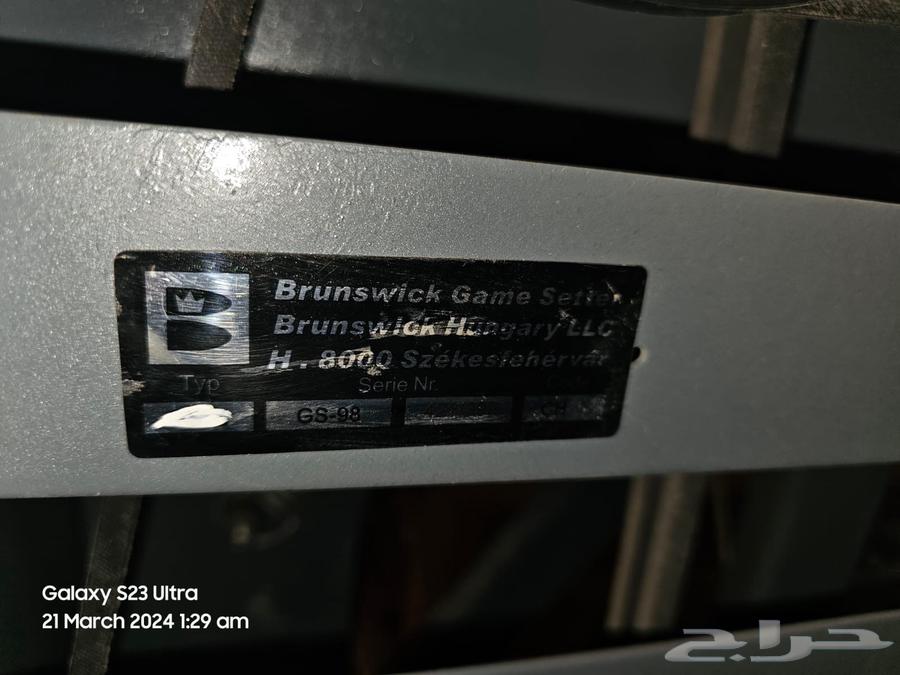 Brunswick Game Setter
Brunswick Hungary LLC
H . 8000 Székesfehérvár
Typ Serie Nr.
GS-98 CH
Galaxy S23 Ultra
21 March 2024 1:29 am
حراج